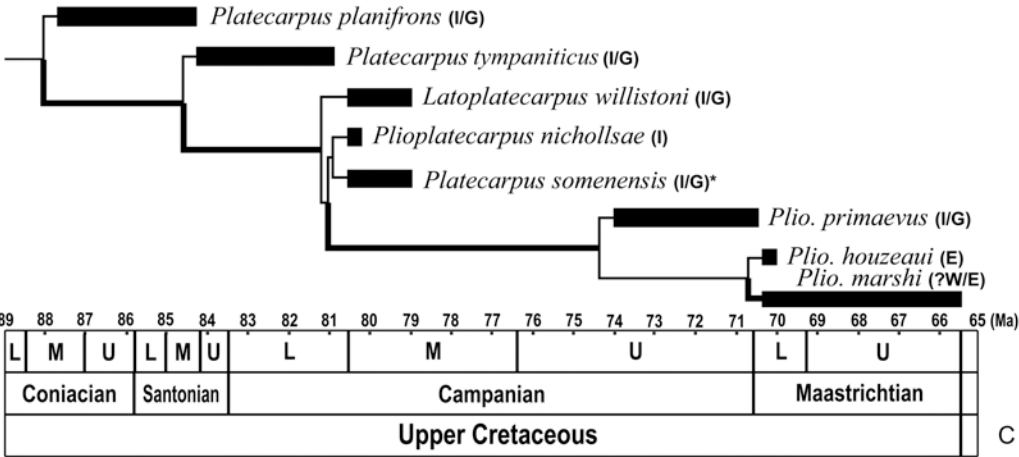 Platecarpus planifrons (I/G)
Platecarpus tympaniticus (I/G)
Latoplatecarpus willistoni (I/G)
Plioplatecarpus nichollsae (I)
Platecarpus somenensis (I/G)*
Plio. primaevus (I/G)
Plio. houzeaui (E)
Plio. marshi (?W/E)
89 88 87 86 85 84 83 82 81 80 79 78 77 76 75 74 73 72 71 70 69 68 67 66 65 (Ma)
L M U L M U L M U L U
Coniacian Santonian Campanian Maastrichtian
Upper Cretaceous C